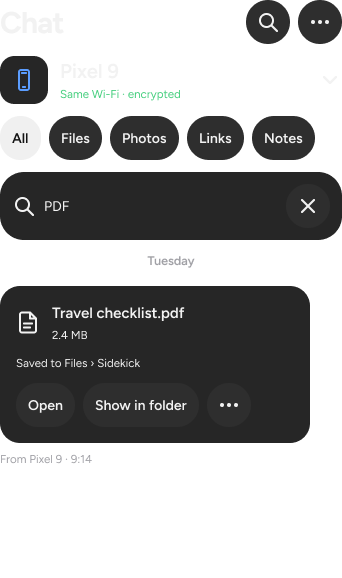 Chat
Pixel 9
Same Wi-Fi · encrypted
All Files Photos Links Notes
PDF
Tuesday
Travel checklist.pdf
2.4 MB
Saved to Files › Sidekick
Open Show in folder
From Pixel 9 · 9:14